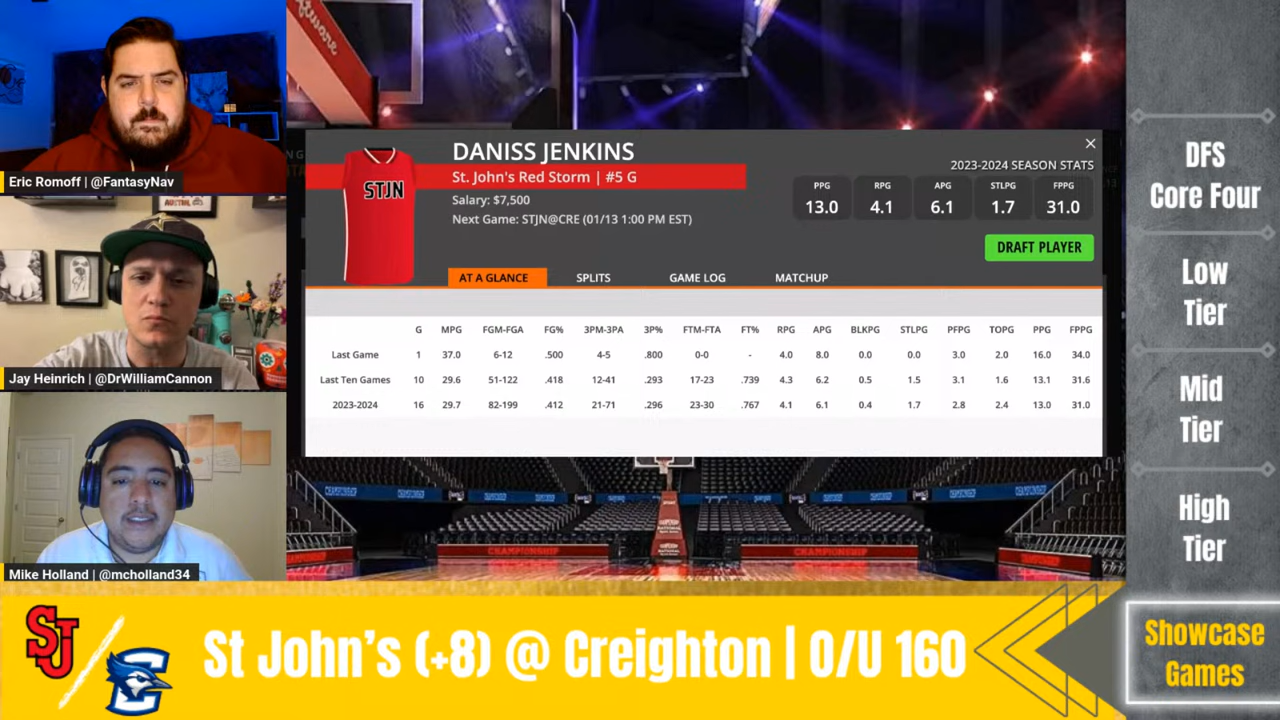 Eric Romoff | @FantasyNav
Jay Heinrich | @DrWilliamCannon
Mike Holland | @mcholland34
DANISS JENKINS
St. John's Red Storm | #5 G
Salary: $7,500
Next Game: STJN@CRE (01/13 1:00 PM EST)
STJN
2023-2024 SEASON STATS
PPG RPG APG STLPG FPPG
13.0 4.1 6.1 1.7 31.0
DRAFT PLAYER
AT A GLANCE SPLITS GAME LOG MATCHUP
G MPG FGM-FGA FG% 3PM-3PA 3P% FTM-FTA FT% RPG APG BLKPG STLPG PFPG TOPG PPG FPPG
Last Game 1 37.0 6-12 .500 4-5 .800 0-0 - 4.0 8.0 0.0 0.0 3.0 2.0 16.0 34.0
Last Ten Games 10 29.6 51-122 .418 12-41 .293 17-23 .739 4.3 6.2 0.5 1.5 3.1 1.6 13.1 31.6
2023-2024 16 29.7 82-199 .412 21-71 .296 23-30 .767 4.1 6.1 0.4 1.7 2.8 2.4 13.0 31.0
CHAMPIONSHIP
CHAMPIONSHIP
SJ
St John's (+8) @ Creighton | O/U 160
DFS
Core Four
Low
Tier
Mid
Tier
High
Tier
Showcase
Games